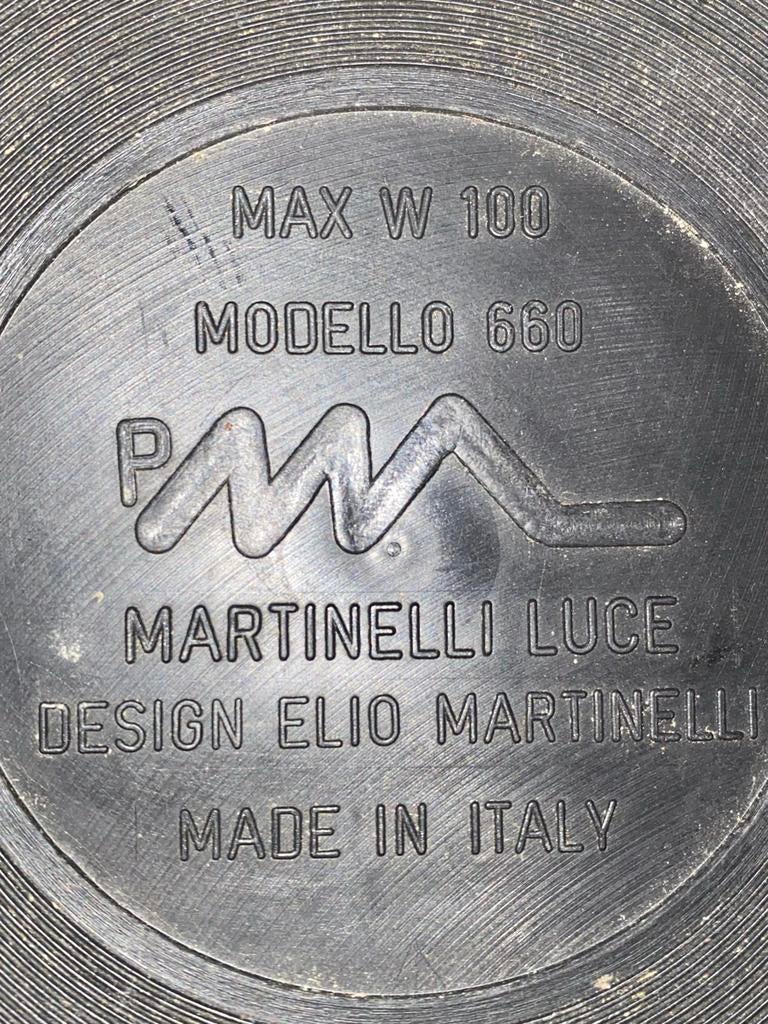 MAX W 100
MODELLO 660
P
MARTINELLI LUCE
DESIGN ELIO MARTINELLI
MADE IN ITALY